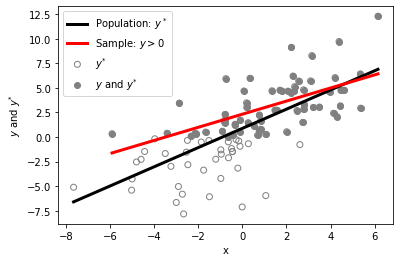 12.5
10.0
7.5
5.0
2.5
0.0
−2.5
−5.0
−7.5
y and y*
Population: y*
Sample: y > 0
y*
y and y*
−8 −6 −4 −2 0 2 4 6
x